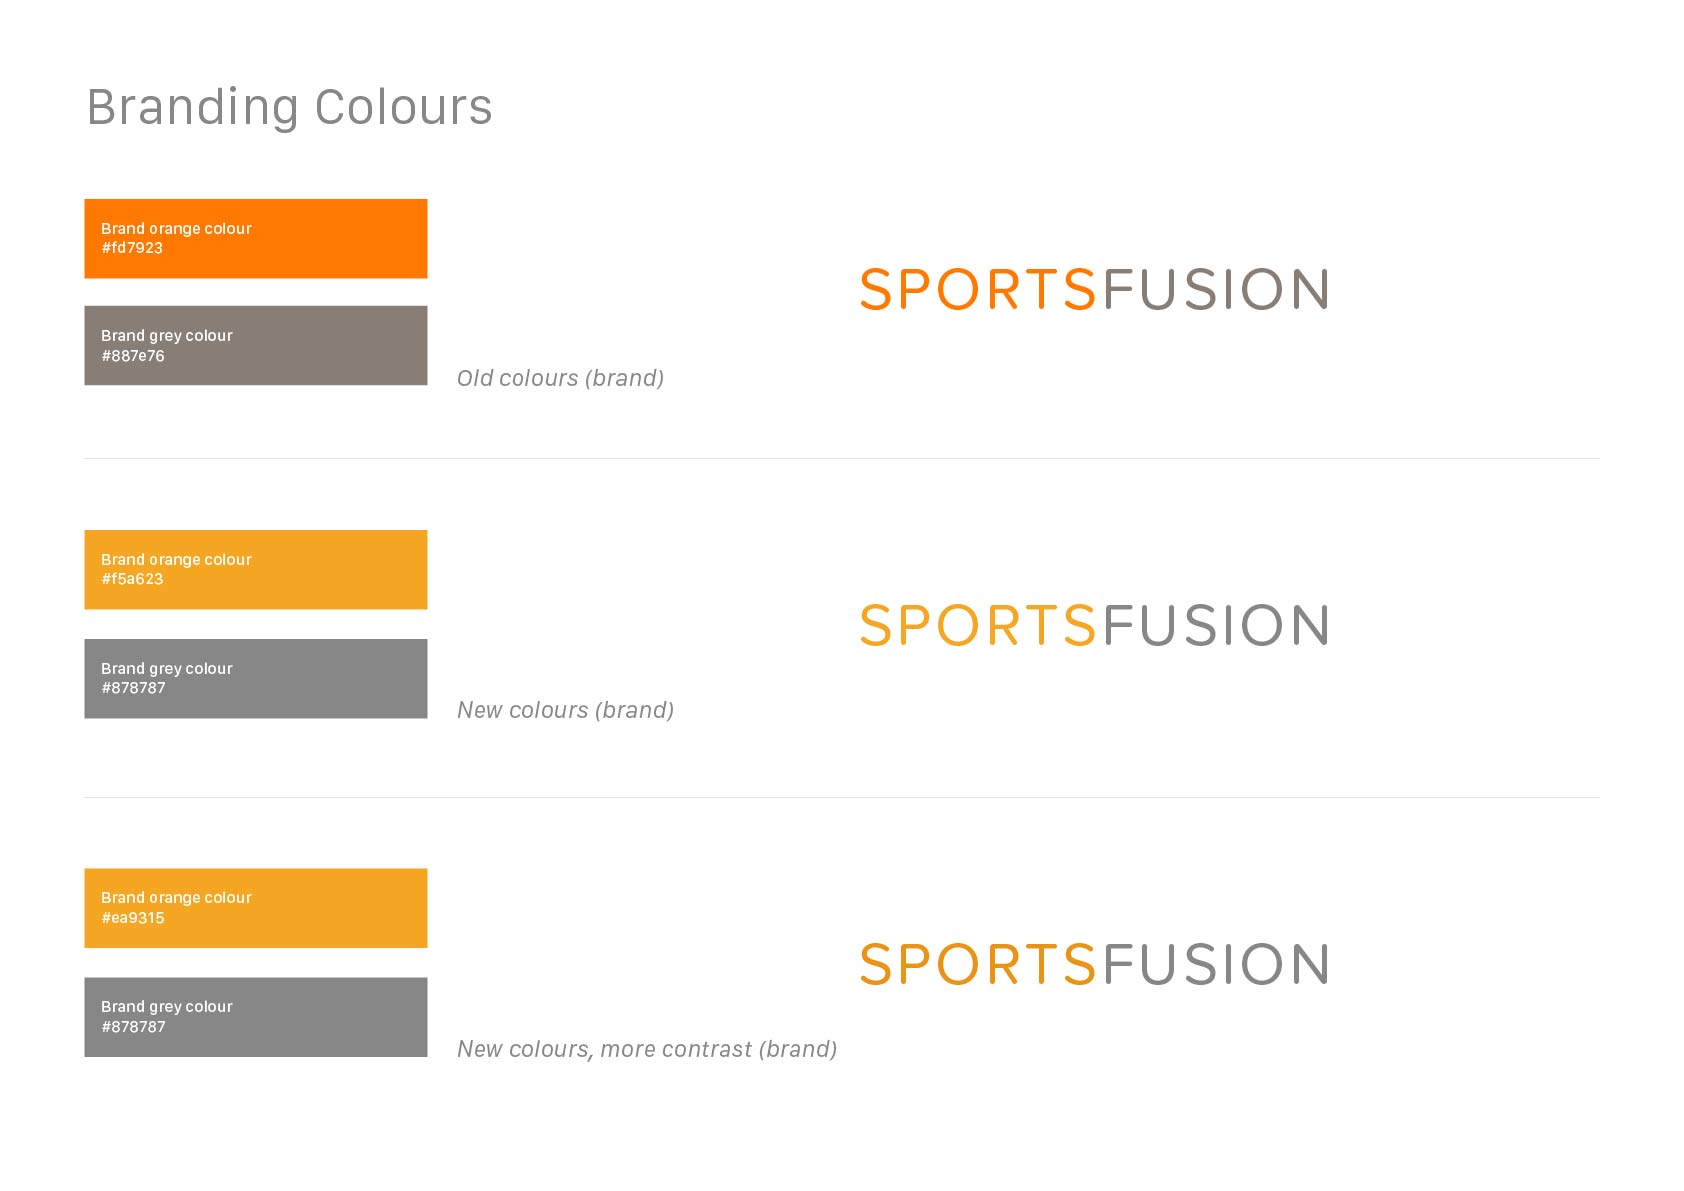 Branding Colours
Brand orange colour
#fd7923
Brand grey colour
#887e76
Old colours (brand)
SPORTSFUSION
Brand orange colour
#f5a623
Brand grey colour
#878787
New colours (brand)
SPORTSFUSION
Brand orange colour
#ea9315
Brand grey colour
#878787
New colours, more contrast (brand)
SPORTSFUSION